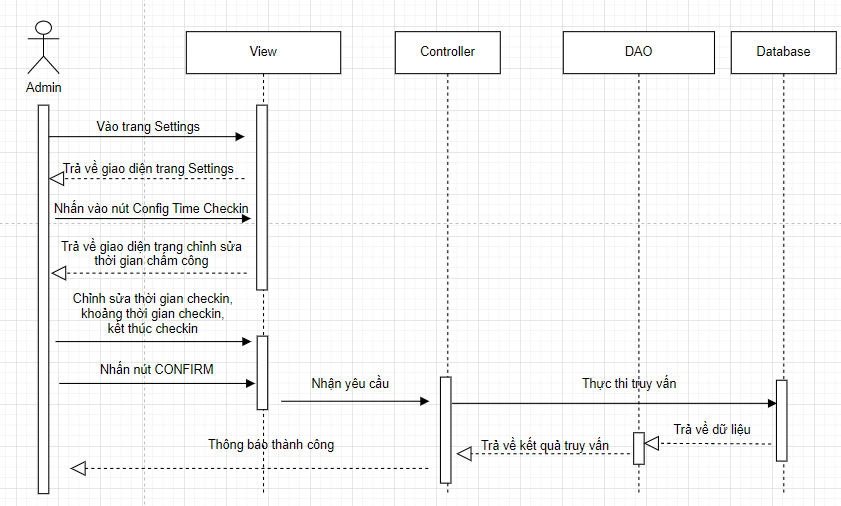 Admin
View
Controller
DAO
Database
Vào trang Settings
Trả về giao diện trang Settings
Nhấn vào nút Config Time Checkin
Trả về giao diện trang chỉnh sửa
thời gian chấm công
Chỉnh sửa thời gian checkin,
khoảng thời gian checkin,
kết thúc checkin
Nhấn nút CONFIRM
Nhận yêu cầu
Thực thi truy vấn
Trả về dữ liệu
Trả về kết quả truy vấn
Thông báo thành công